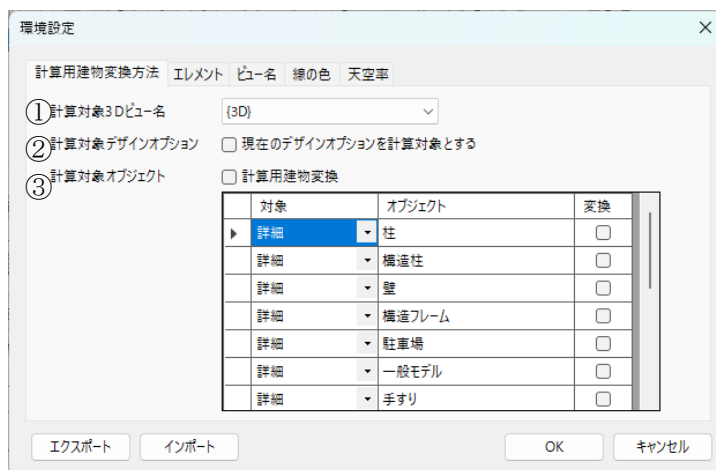 環境設定
計算用建物変換方法 エレメント ビュー名 線の色 天空率
①計算対象3Dビュー名 {3D}
②計算対象デザインオプション 現在のデザインオプションを計算対象とする
③計算対象オブジェクト 計算用建物変換
対象 オブジェクト 変換
詳細 柱
詳細 構造柱
詳細 壁
詳細 構造フレーム
詳細 駐車場
詳細 一般モデル
詳細 手すり
エクスポート インポート OK キャンセル